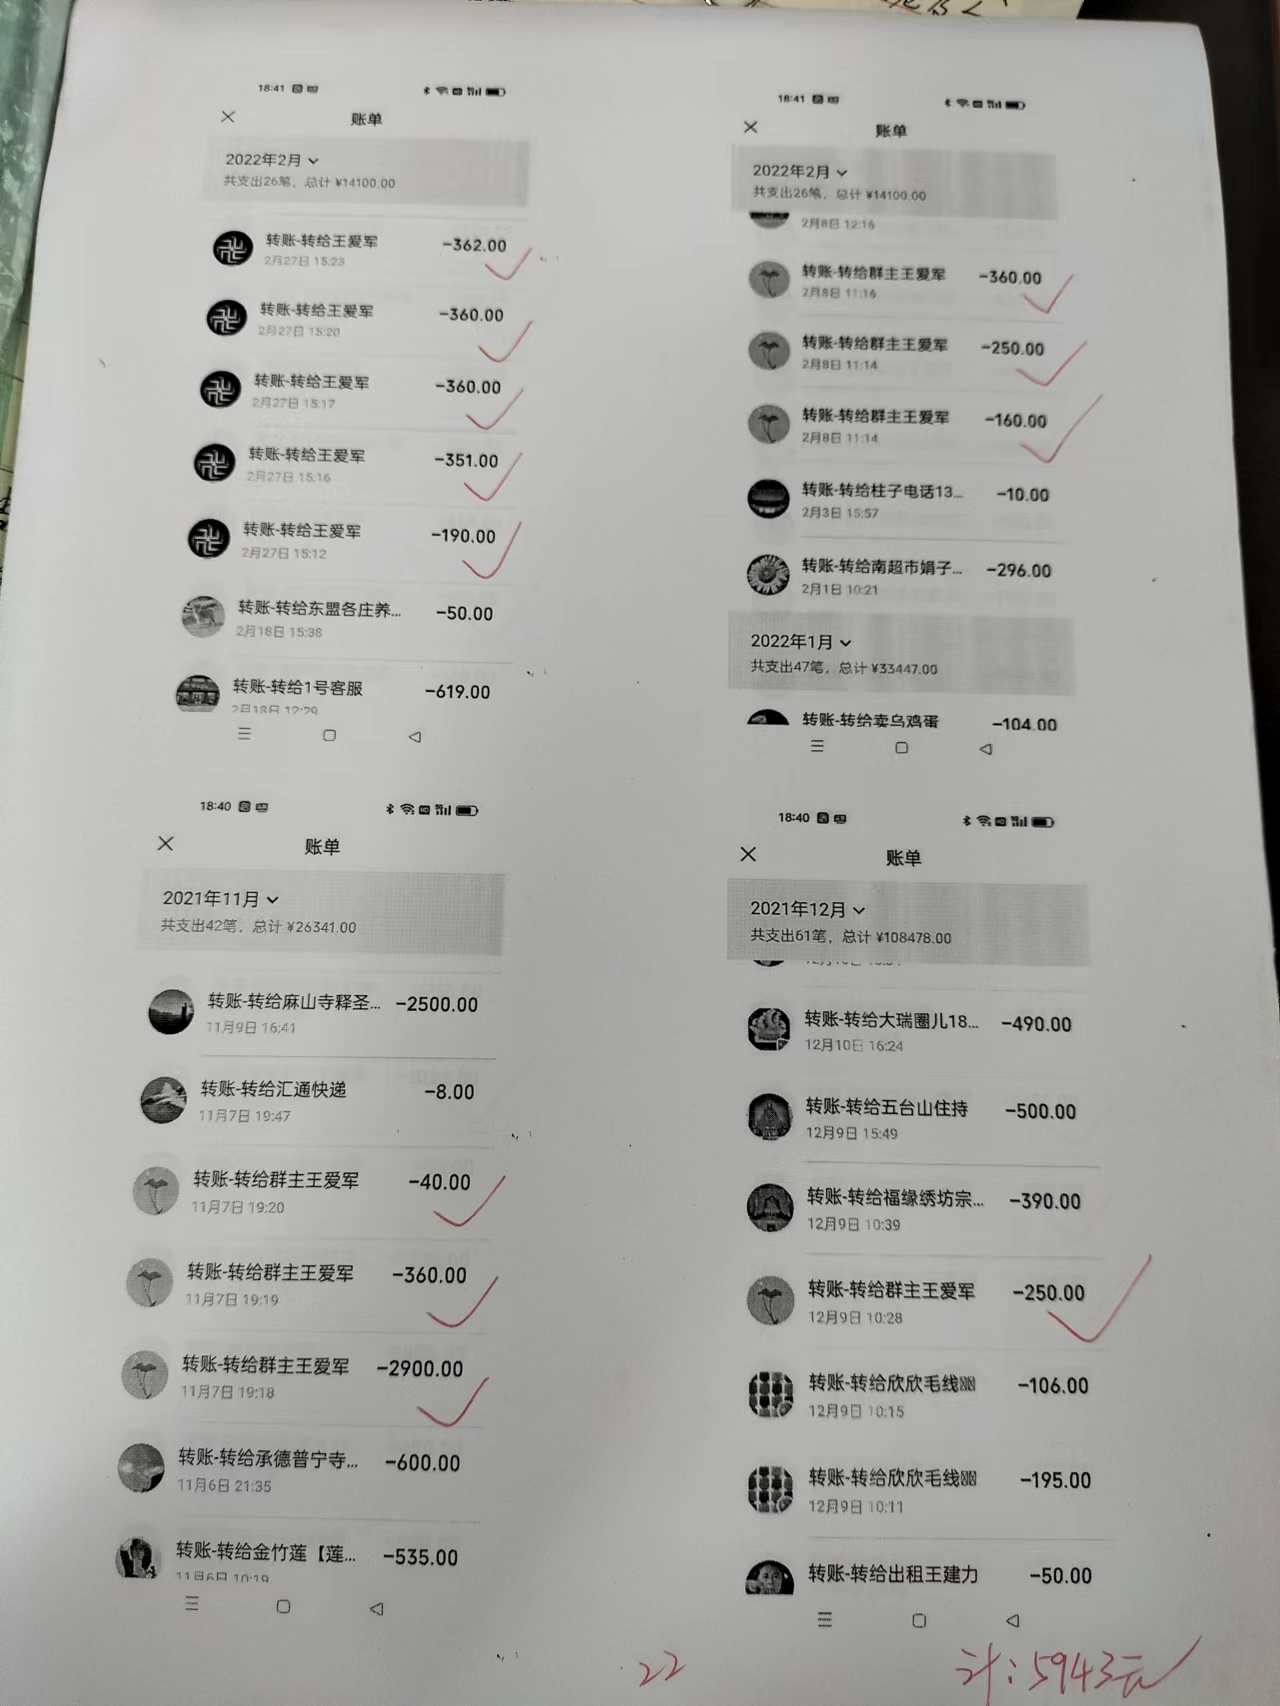 18:41
账单
2022年2月
共支出26笔，总计 ¥14100.00
转账-转给王爱军 -362.00
2月27日 15:23
转账-转给王爱军 -360.00
2月27日 15:20
转账-转给王爱军 -360.00
2月27日 15:17
转账-转给王爱军 -351.00
2月27日 15:16
转账-转给王爱军 -190.00
2月27日 15:12
转账-转给东盟各庄养... -50.00
2月18日 15:38
转账-转给1号客服 -619.00
2月18日 12:29
18:41
账单
2022年2月
共支出26笔，总计 ¥14100.00
2月8日 12:16
转账-转给群主王爱军 -360.00
2月8日 11:16
转账-转给群主王爱军 -250.00
2月8日 11:14
转账-转给群主王爱军 -160.00
2月8日 11:14
转账-转给柱子电话13... -10.00
2月3日 15:57
转账-转给南超市娟子... -296.00
2月1日 10:21
2022年1月
共支出47笔，总计 ¥33447.00
转账-转给卖乌鸡蛋 -104.00
18:40
账单
2021年11月
共支出42笔，总计 ¥26341.00
转账-转给麻山寺释圣... -2500.00
11月9日 16:41
转账-转给汇通快递 -8.00
11月7日 19:47
转账-转给群主王爱军 -40.00
11月7日 19:20
转账-转给群主王爱军 -360.00
11月7日 19:19
转账-转给群主王爱军 -2900.00
11月7日 19:18
转账-转给承德普宁寺... -600.00
11月6日 21:35
转账-转给金竹莲【莲... -535.00
11月6日 10:19
18:40
账单
2021年12月
共支出61笔，总计 ¥108478.00
转账-转给大瑞圈儿18... -490.00
12月10日 16:24
转账-转给五台山住持 -500.00
12月9日 15:49
转账-转给福缘绣坊宗... -390.00
12月9日 10:39
转账-转给群主王爱军 -250.00
12月9日 10:28
转账-转给欣欣毛线 -106.00
12月9日 10:15
转账-转给欣欣毛线 -195.00
12月9日 10:11
转账-转给出租王建力 -50.00
22
计：5943元